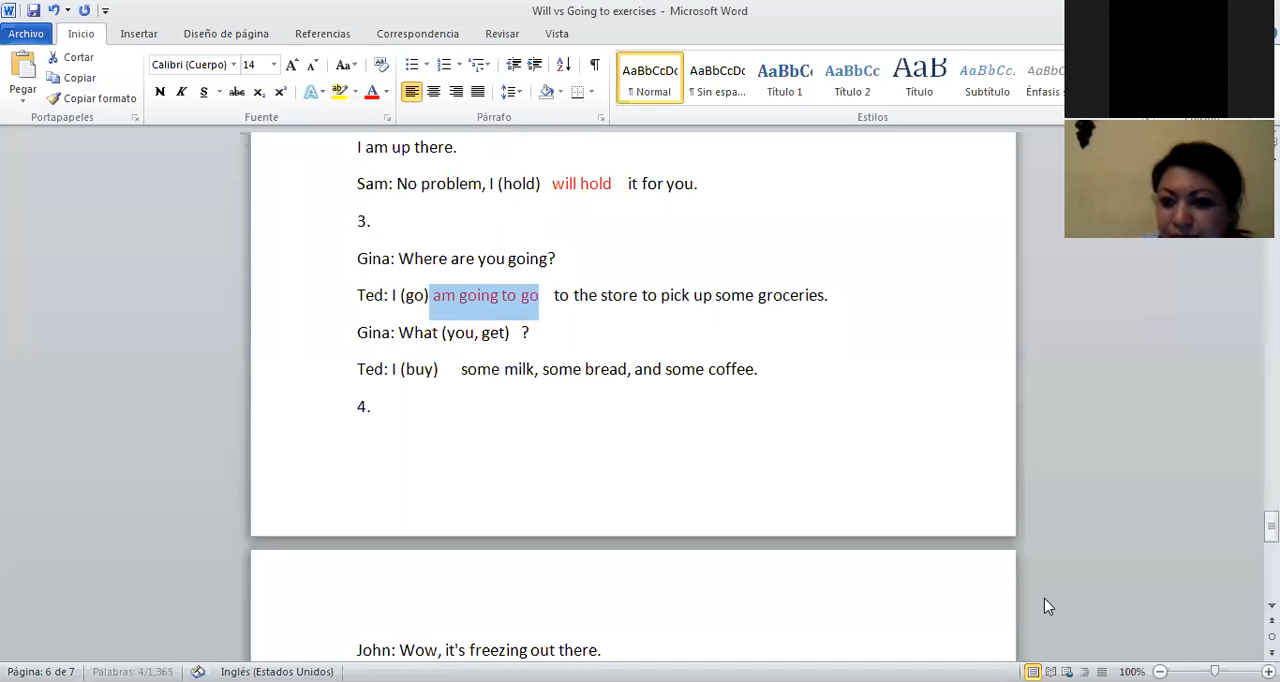 Will vs Going to exercises - Microsoft Word
Archivo Inicio Insertar Diseño de página Referencias Correspondencia Revisar Vista
Pegar
Cortar
Copiar
Copiar formato
Portapapeles
Calibri (Cuerpo) 14
Fuente
Párrafo
AaBbCcDc
¶ Normal
AaBbCcDc
¶ Sin espa...
AaBbC
Título 1
AaBbCc
Título 2
AaB
Título
AaBbCc.
Subtítulo
AaBbCc
Énfasis
Estilos
I am up there.
Sam: No problem, I (hold) will hold it for you.
3.
Gina: Where are you going?
Ted: I (go) am going to go to the store to pick up some groceries.
Gina: What (you, get) ?
Ted: I (buy) some milk, some bread, and some coffee.
4.
John: Wow, it's freezing out there.
Página: 6 de 7 Palabras: 4/1,365 Inglés (Estados Unidos) 100%